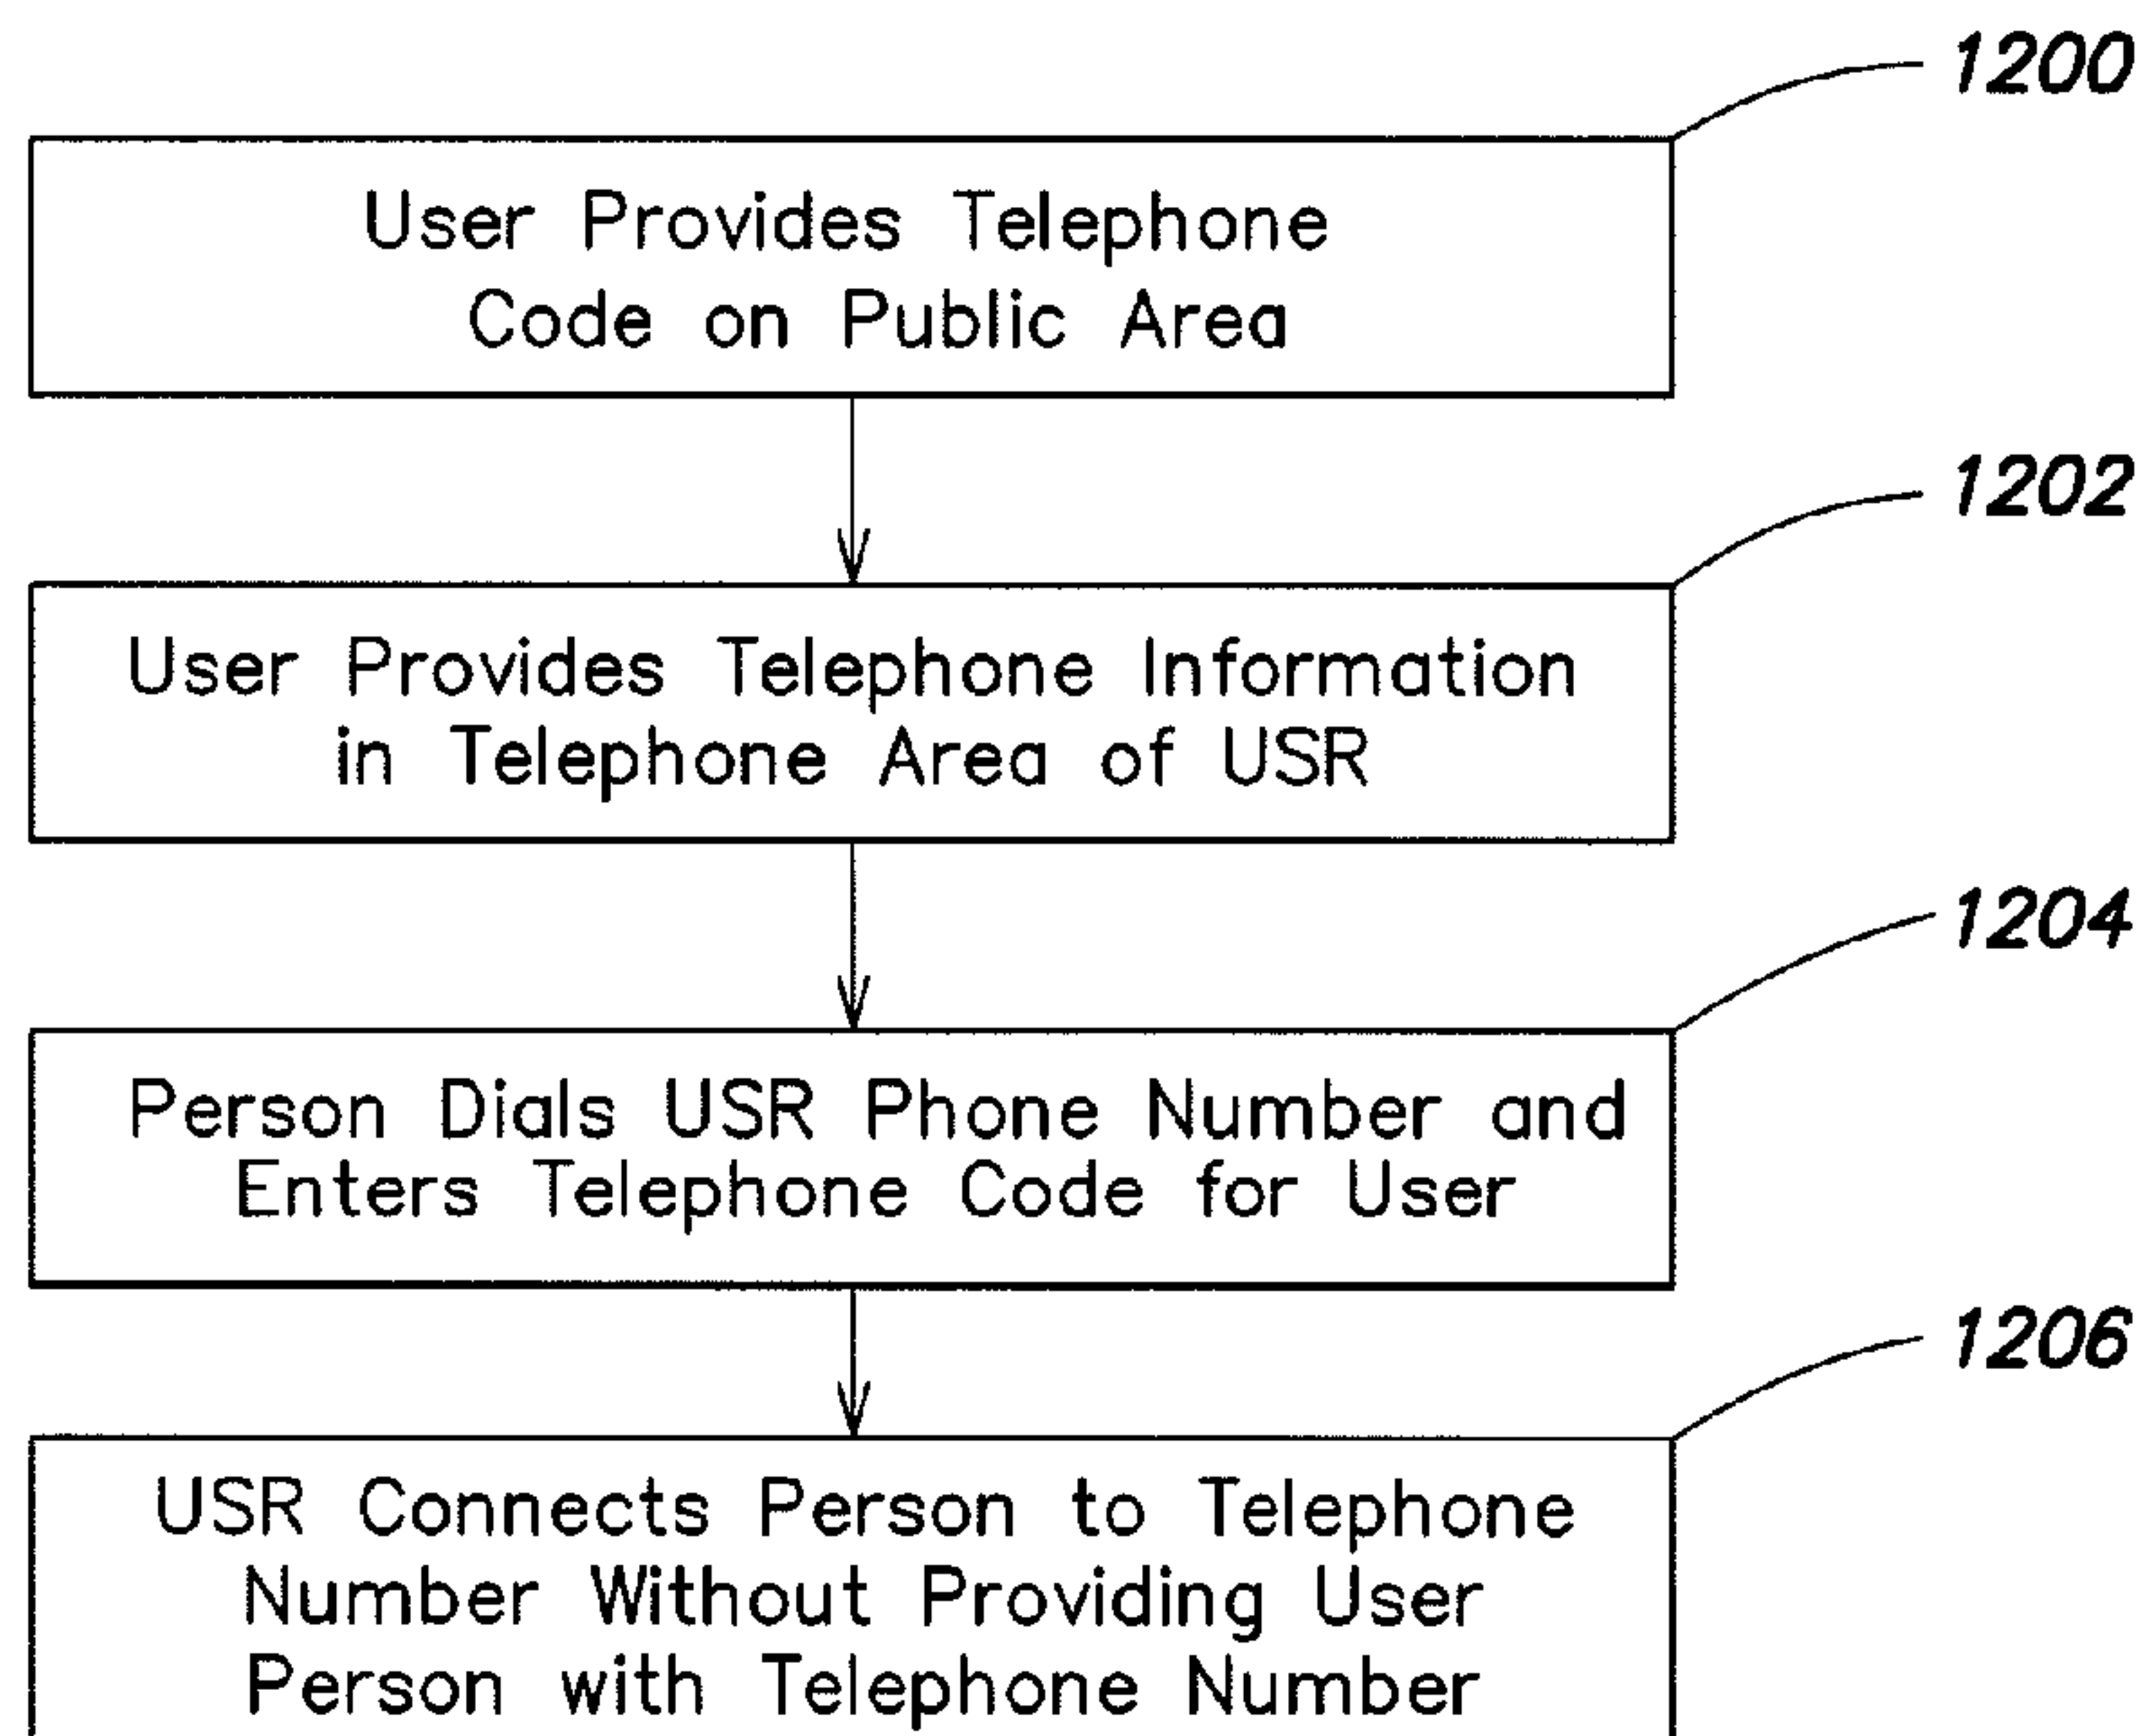 1200
User Provides Telephone
Code on Public Area
1202
User Provides Telephone Information
in Telephone Area of USR
1204
Person Dials USR Phone Number and
Enters Telephone Code for User
1206
USR Connects Person to Telephone
Number Without Providing User
Person with Telephone Number